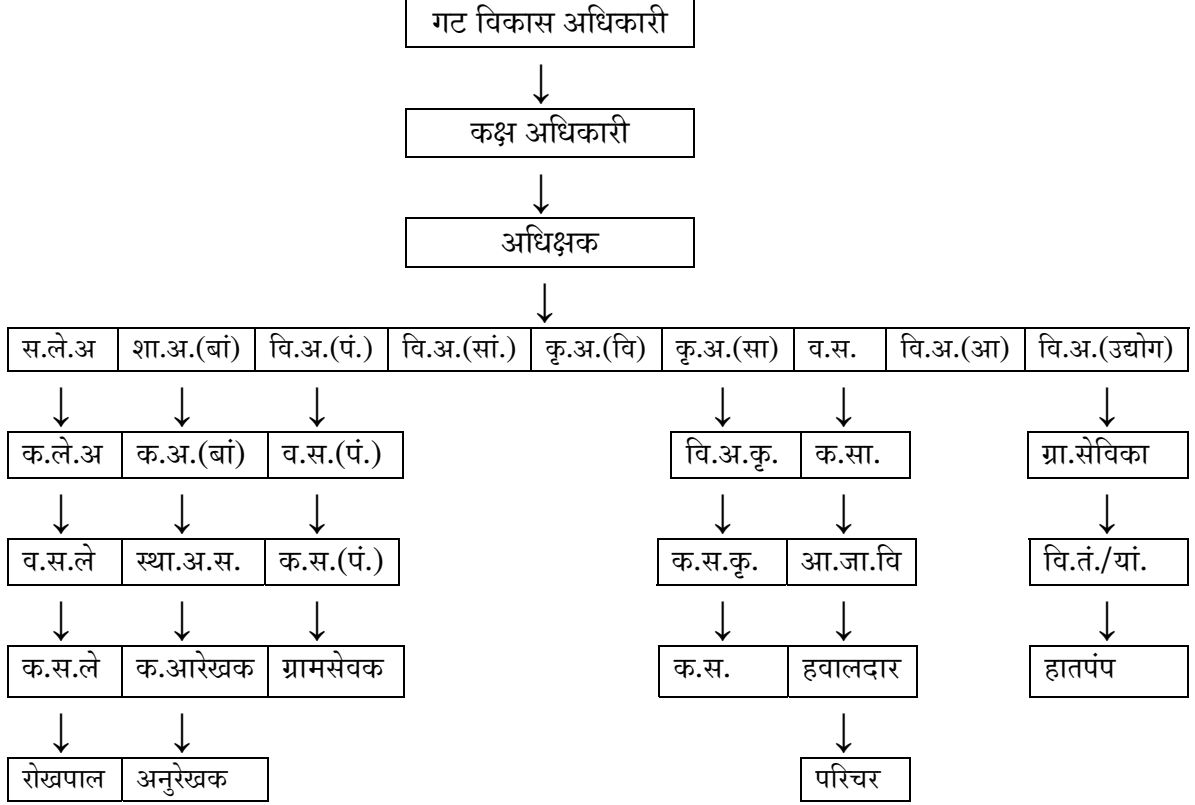 गट विकास अधिकारी
कक्ष अधिकारी
अधिक्षक
स.ले.अ शा.अ.(बां) वि.अ.(पं.) वि.अ.(सां.) कृ.अ.(वि) कृ.अ.(सा) व.स. वि.अ.(आ) वि.अ.(उद्योग)
क.ले.अ क.अ.(बां) व.स.(पं.) वि.अ.कृ. क.सा. ग्रा.सेविका
व.स.ले स्था.अ.स. क.स.(पं.) क.स.कृ. आ.जा.वि वि.तं./यां.
क.स.ले क.आरेखक ग्रामसेवक क.स. हवालदार हातपंप
रोखपाल अनुरेखक परिचर